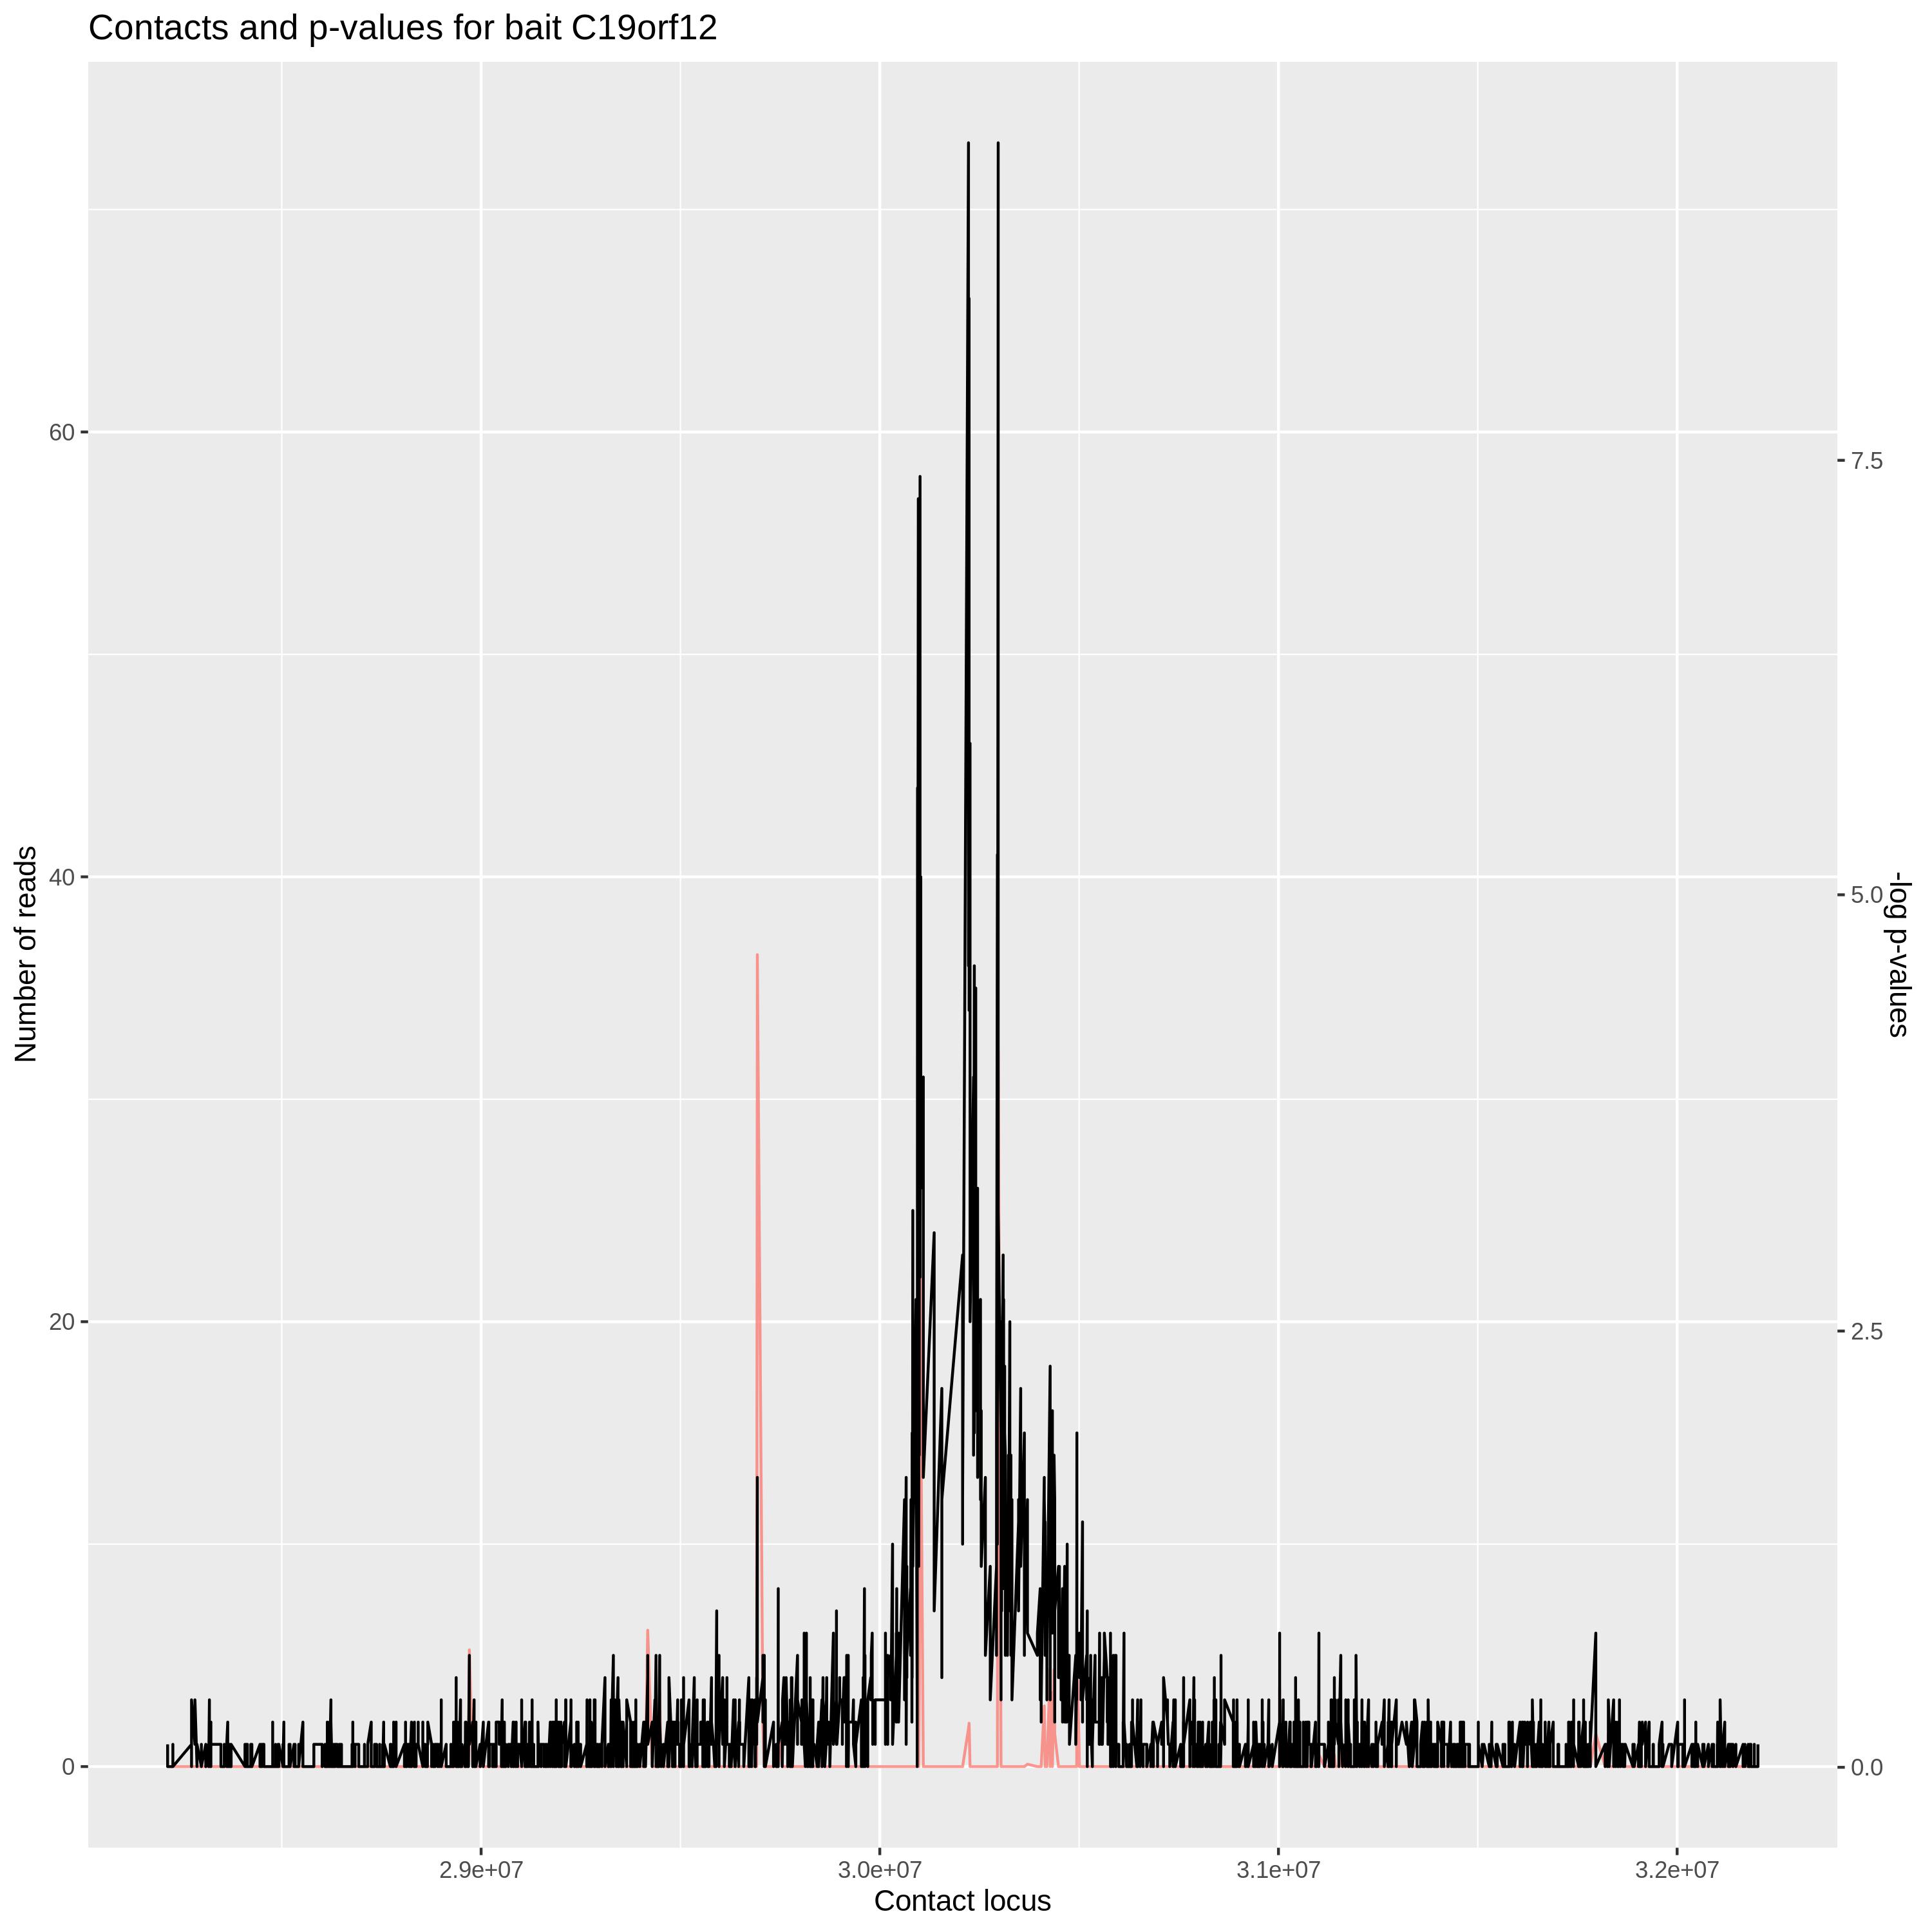 Contacts and p-values for bait C19orf12
60
40
20
0
Number of reads
7.5
5.0
2.5
0.0
-log p-values
2.9e+07
3.0e+07
3.1e+07
3.2e+07
Contact locus